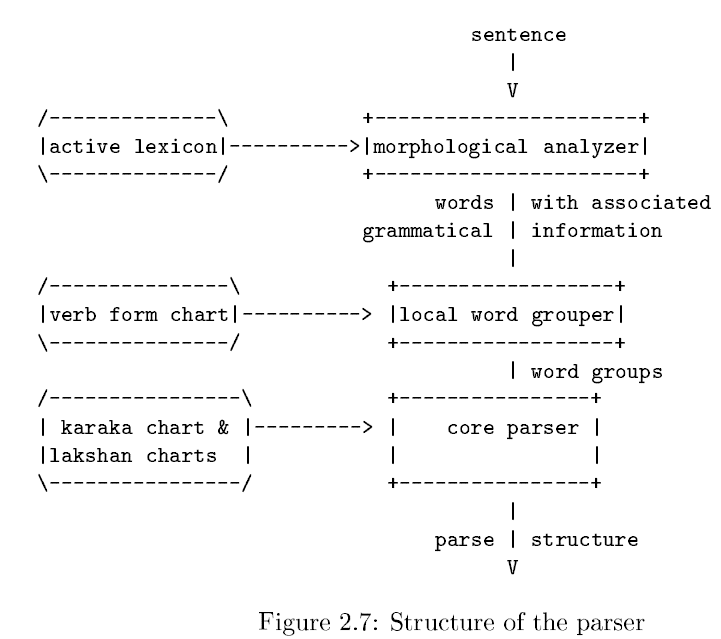 sentence
                                       |
                                       V
/--------------\           +----------------------+
|active lexicon|---------->|morphological analyzer|
\--------------/           +----------------------+
                                 words | with associated
                           grammatical | information
                                       |
/---------------\            +------------------+
|verb form chart|----------> |local word grouper|
\---------------/            +------------------+
                                       | word groups
/----------------\           +----------------+
| karaka chart & |---------> |    core parser |
|lakshan charts  |           |                |
\----------------/           +----------------+
                                       |
                                 parse | structure
                                       V
Figure 2.7: Structure of the parser